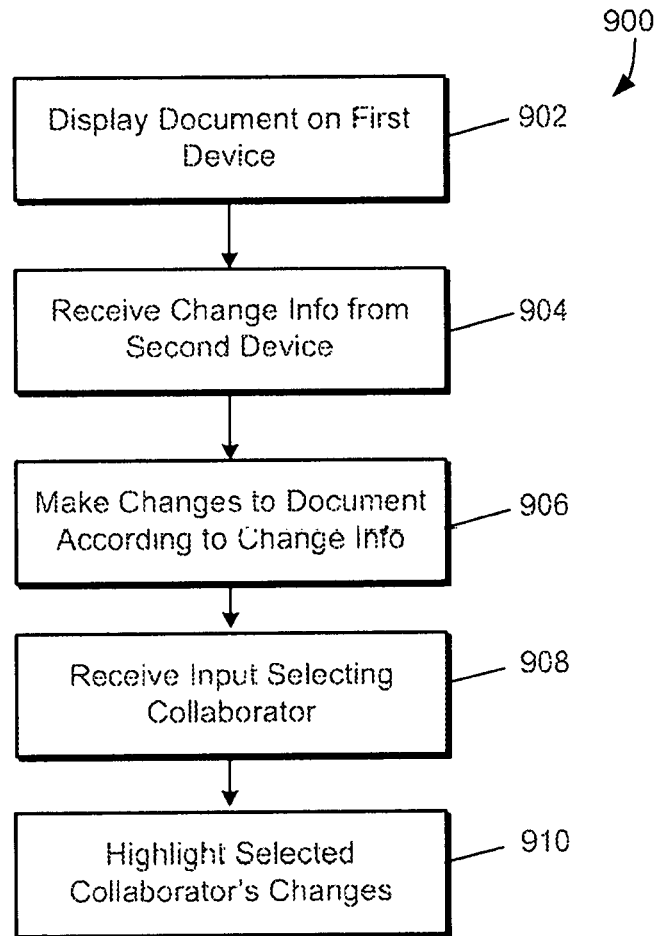 900
Display Document on First
Device
902
Receive Change Info from
Second Device
904
Make Changes to Document
According to Change Info
906
Receive Input Selecting
Collaborator
908
Highlight Selected
Collaborator's Changes
910